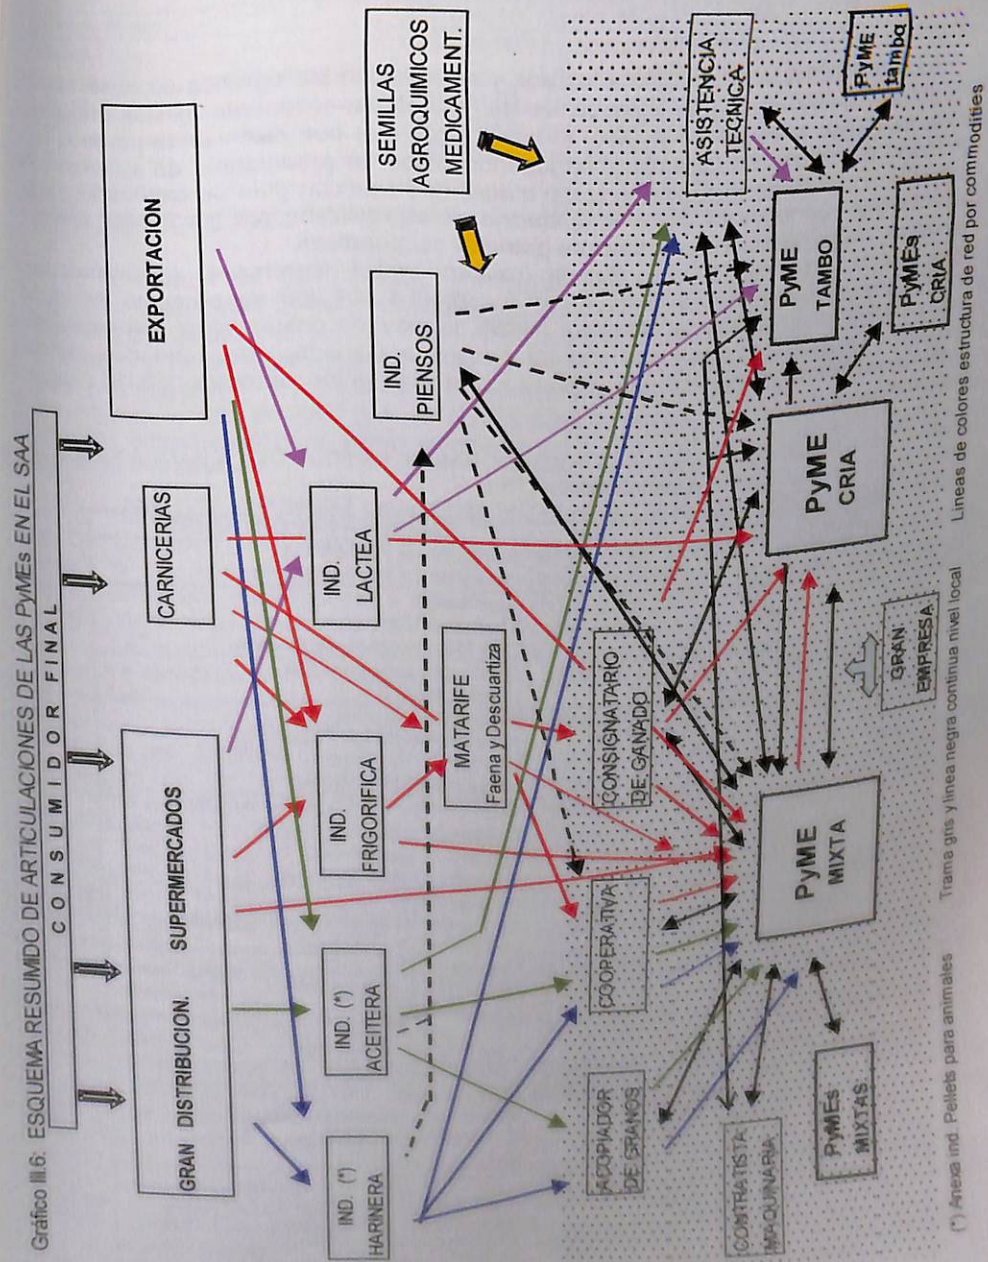 Gráfico III.6: ESQUEMA RESUMIDO DE ARTICULACIONES DE LAS PyMEs EN EL SAA
CONSUMIDOR FINAL
GRAN DISTRIBUCION. SUPERMERCADOS
CARNICERIAS
EXPORTACION
IND. (*)
HARINERA
IND. (*)
ACEITERA
IND.
FRIGORIFICA
IND.
LACTEA
IND.
PIENSOS
SEMILLAS
AGROQUIMICOS
MEDICAMENT.
MATARIFE
Faena y Descuartiza
ACOPIADOR
DE GRANOS
COOPERATIVA
CONSIGNATARIO
DE GANADO
ASISTENCIA
TECNICA
CONTRATISTA
MAQUINARIA
PyME
MIXTA
PyME
CRIA
PyME
TAMBO
PyME
tambo
PyMEs
MIXTAS
GRAN
EMPRESA
PyMEs
CRIA
(*) Anexa ind. Pellets para animales
Trama gris y linea negra continua nivel local
Lineas de colores estructura de red por commodities